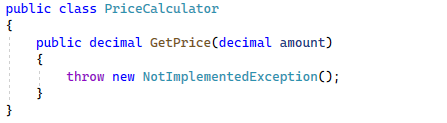 public class PriceCalculator
{
    public decimal GetPrice(decimal amount)
    {
        throw new NotImplementedException();
    }
}